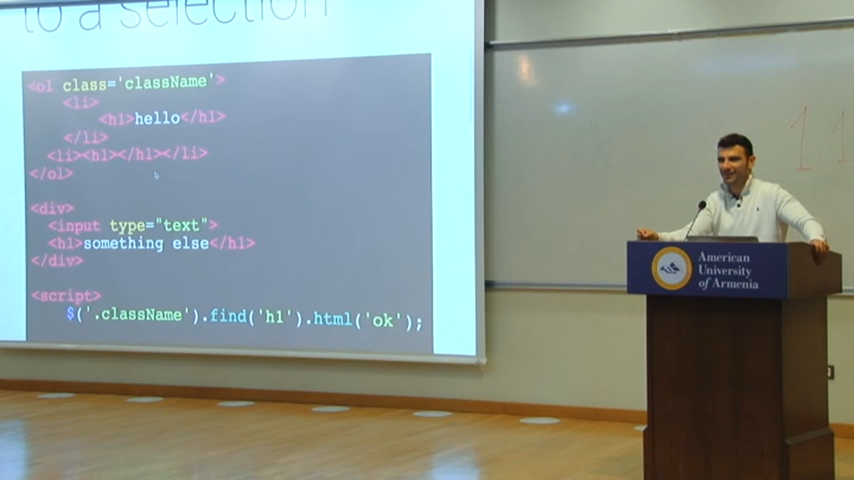 to a selection
<ol class='className'>
<li>
<h1>hello</h1>
</li>
<li><h1></h1></li>
</ol>
<div>
<input type="text">
<h1>something else</h1>
</div>
<script>
$('.className').find('h1').html('ok');
11
American
University
of Armenia